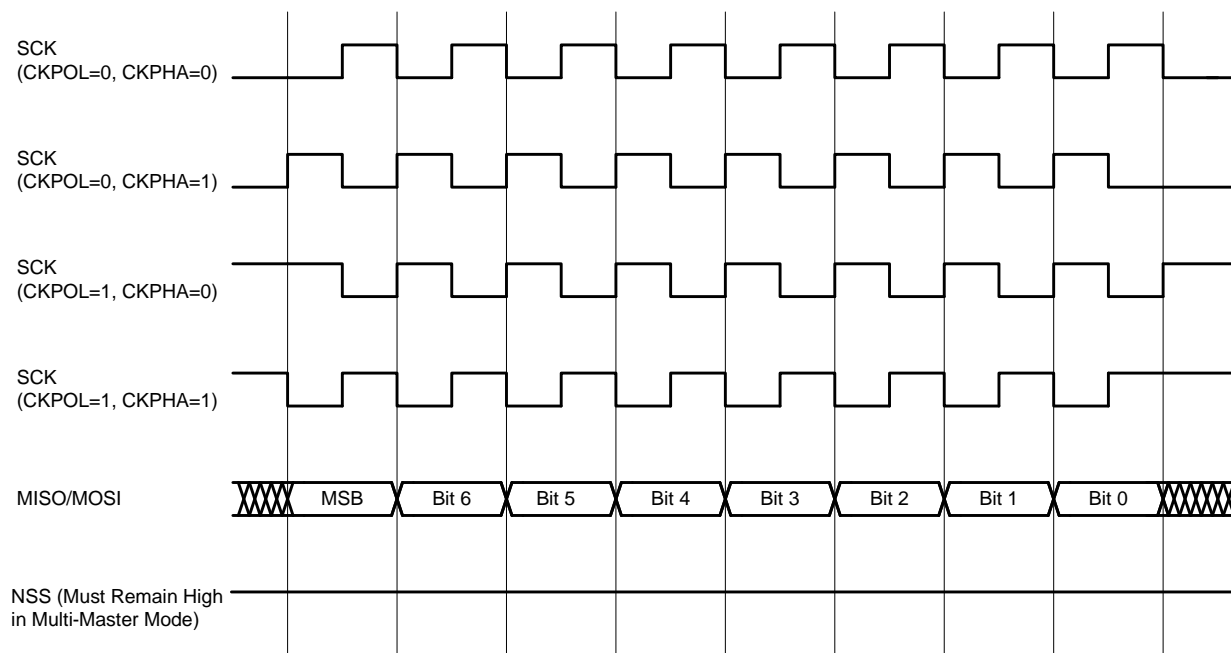 SCK
(CKPOL=0, CKPHA=0)
SCK
(CKPOL=0, CKPHA=1)
SCK
(CKPOL=1, CKPHA=0)
SCK
(CKPOL=1, CKPHA=1)
MISO/MOSI
MSB
Bit 6
Bit 5
Bit 4
Bit 3
Bit 2
Bit 1
Bit 0
NSS (Must Remain High
in Multi-Master Mode)